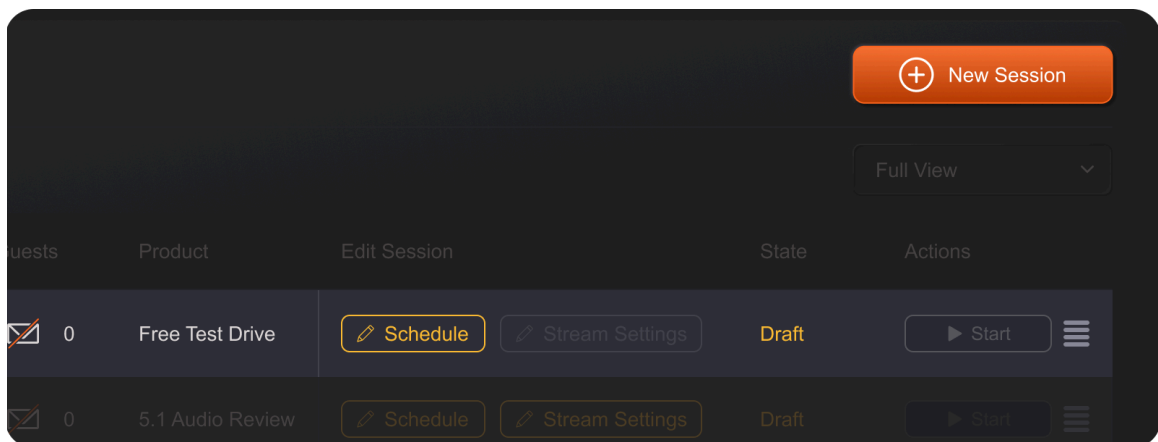 New Session
Full View
uests Product Edit Session State Actions
0 Free Test Drive Schedule Stream Settings Draft Start
0 5.1 Audio Review Schedule Stream Settings Draft Start